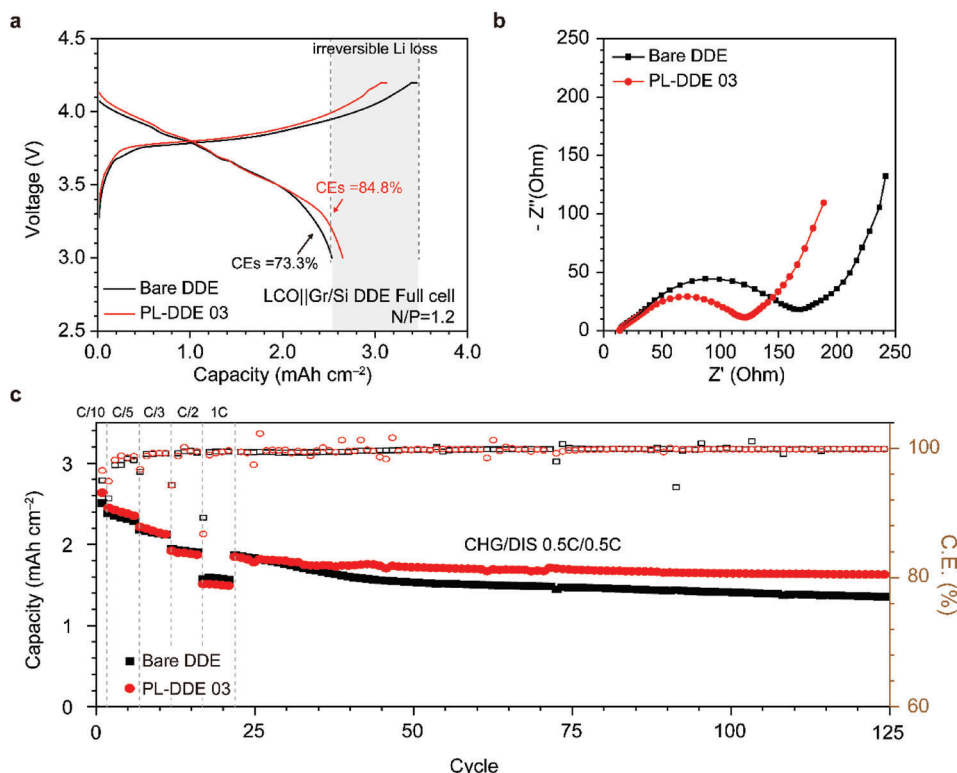 a
4.5
4.0
3.5
3.0
2.5
Voltage (V)
irreversible Li loss
CEs =84.8%
CEs =73.3%
Bare DDE
PL-DDE 03
LCO||Gr/Si DDE Full cell
N/P=1.2
0.0 1.0 2.0 3.0 4.0
Capacity (mAh cm⁻²)
b
250
200
150
100
50
0
- Z''(Ohm)
Bare DDE
PL-DDE 03
0 50 100 150 200 250
Z' (Ohm)
c
C/10 C/5 C/3 C/2 1C
3
2
1
0
Capacity (mAh cm⁻²)
CHG/DIS 0.5C/0.5C
Bare DDE
PL-DDE 03
100
80
60
C.E. (%)
0 25 50 75 100 125
Cycle